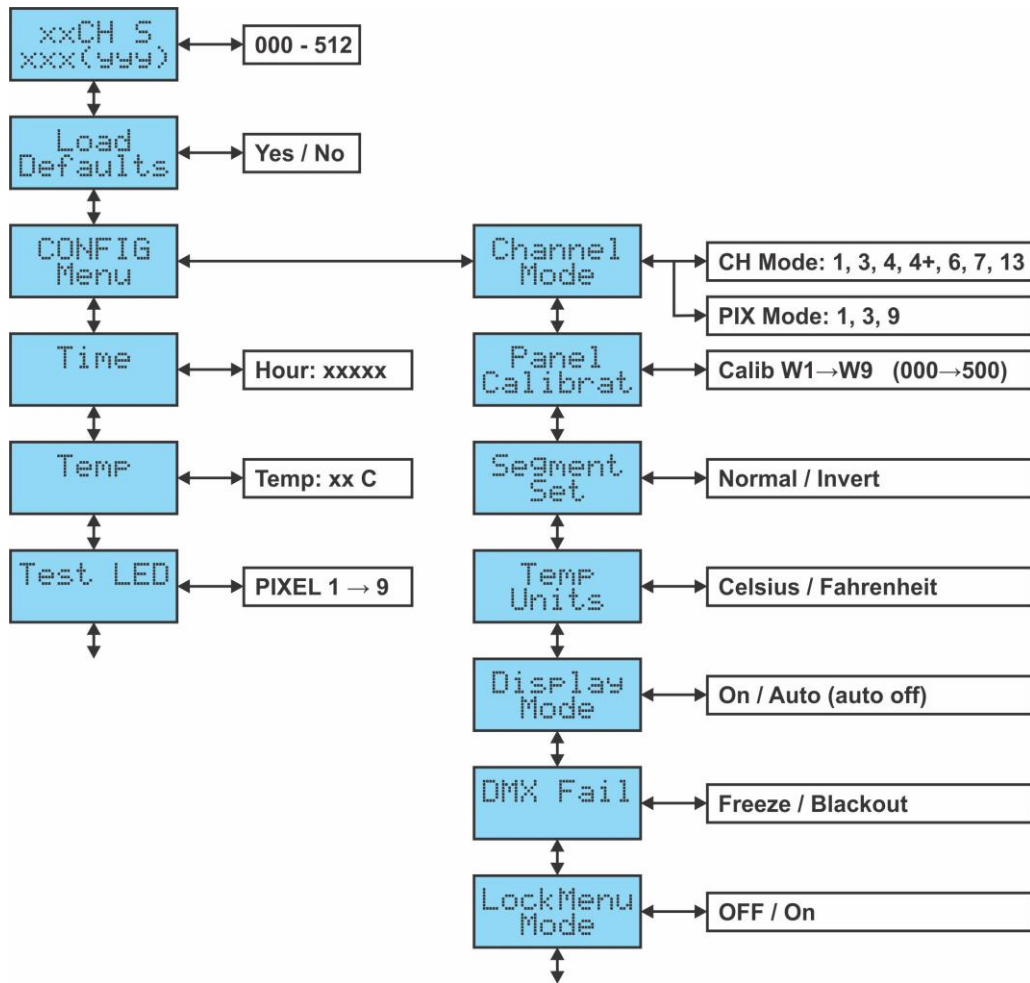 xxCH S
xxx(yyy)
000 - 512
Load
Defaults
Yes / No
CONFIG
Menu
Channel
Mode
CH Mode: 1, 3, 4, 4+, 6, 7, 13
PIX Mode: 1, 3, 9
Time
Hour: xxxxx
Panel
Calibrat
Calib W1→W9 (000→500)
Temp
Temp: xx C
Segment
Set
Normal / Invert
Test LED
PIXEL 1 → 9
Temp
Units
Celsius / Fahrenheit
Display
Mode
On / Auto (auto off)
DMX Fail
Freeze / Blackout
LockMenu
Mode
OFF / On